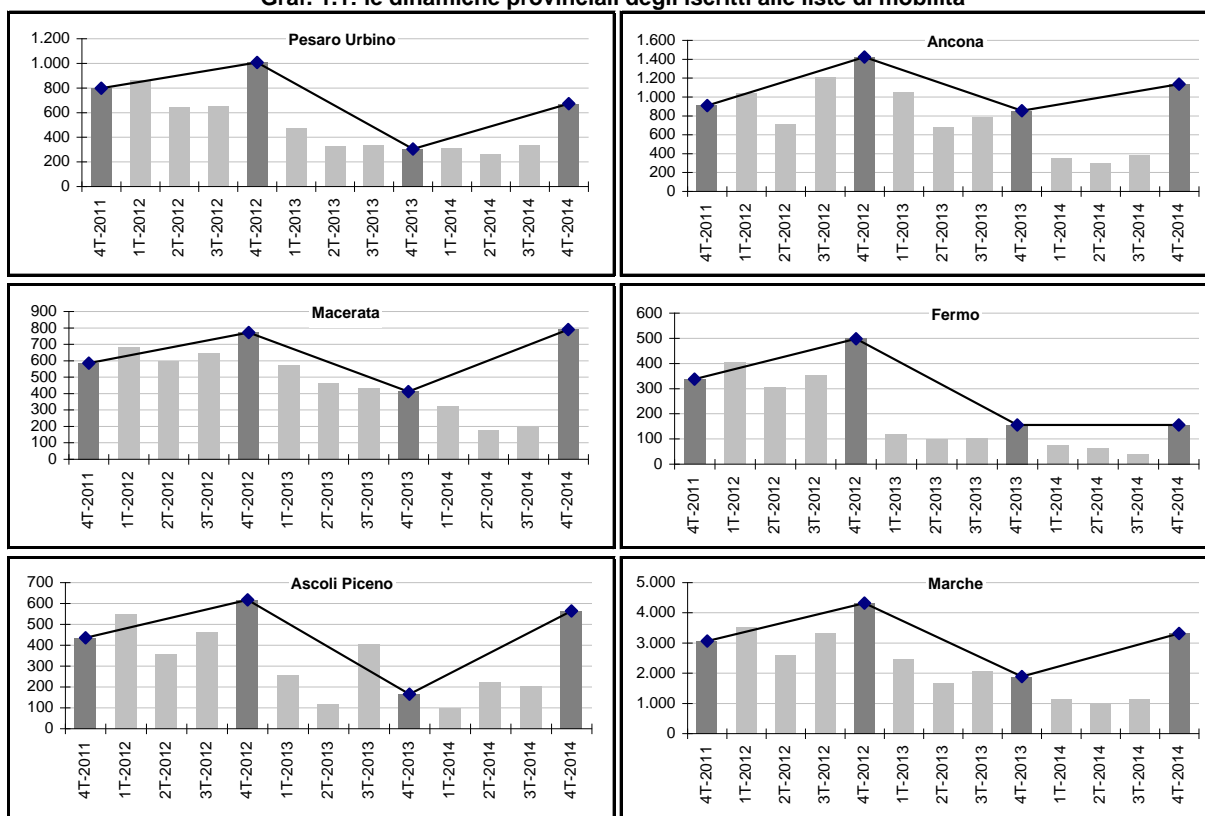 Graf. 1.1: le dinamiche provinciali degli iscritti alle liste di mobilità
Pesaro Urbino
1.200
1.000
800
600
400
200
0
4T-2011
1T-2012
2T-2012
3T-2012
4T-2012
1T-2013
2T-2013
3T-2013
4T-2013
1T-2014
2T-2014
3T-2014
4T-2014
Ancona
1.600
1.400
1.200
1.000
800
600
400
200
0
4T-2011
1T-2012
2T-2012
3T-2012
4T-2012
1T-2013
2T-2013
3T-2013
4T-2013
1T-2014
2T-2014
3T-2014
4T-2014
Macerata
900
800
700
600
500
400
300
200
100
0
4T-2011
1T-2012
2T-2012
3T-2012
4T-2012
1T-2013
2T-2013
3T-2013
4T-2013
1T-2014
2T-2014
3T-2014
4T-2014
Fermo
600
500
400
300
200
100
0
4T-2011
1T-2012
2T-2012
3T-2012
4T-2012
1T-2013
2T-2013
3T-2013
4T-2013
1T-2014
2T-2014
3T-2014
4T-2014
Ascoli Piceno
700
600
500
400
300
200
100
0
4T-2011
1T-2012
2T-2012
3T-2012
4T-2012
1T-2013
2T-2013
3T-2013
4T-2013
1T-2014
2T-2014
3T-2014
4T-2014
Marche
5.000
4.000
3.000
2.000
1.000
0
4T-2011
1T-2012
2T-2012
3T-2012
4T-2012
1T-2013
2T-2013
3T-2013
4T-2013
1T-2014
2T-2014
3T-2014
4T-2014